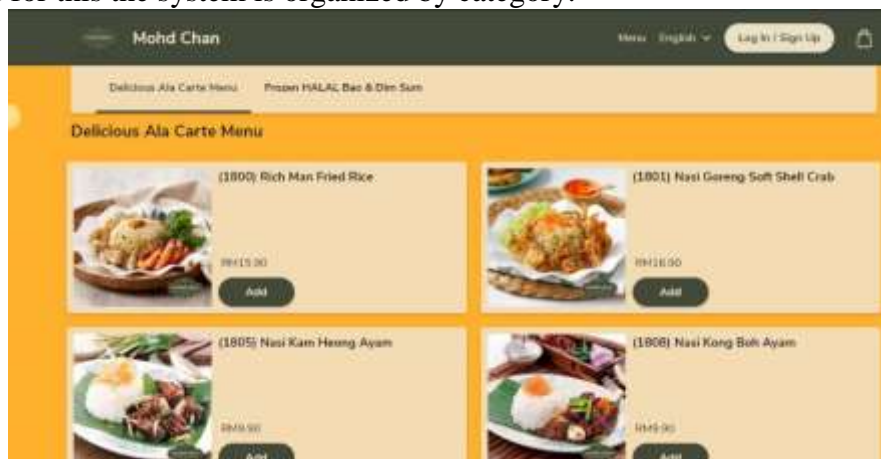 for this the system is organized by category.
Mohd Chan
Menu English Log In / Sign Up
Delicious Ala Carte Menu Frozen HALAL Bao & Dim Sum
Delicious Ala Carte Menu
(1800) Rich Man Fried Rice
(1801) Nasi Goreng Soft Shell Crab
RM15.90
RM16.90
Add
Add
(1805) Nasi Kam Heong Ayam
(1808) Nasi Kong Boh Ayam
RM9.90
RM9.90
Add
Add